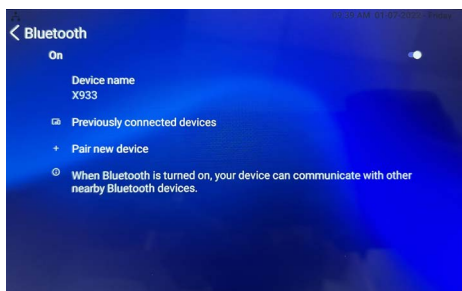 Bluetooth
On
Device name
X933
Previously connected devices
+ Pair new device
When Bluetooth is turned on, your device can communicate with other
nearby Bluetooth devices.